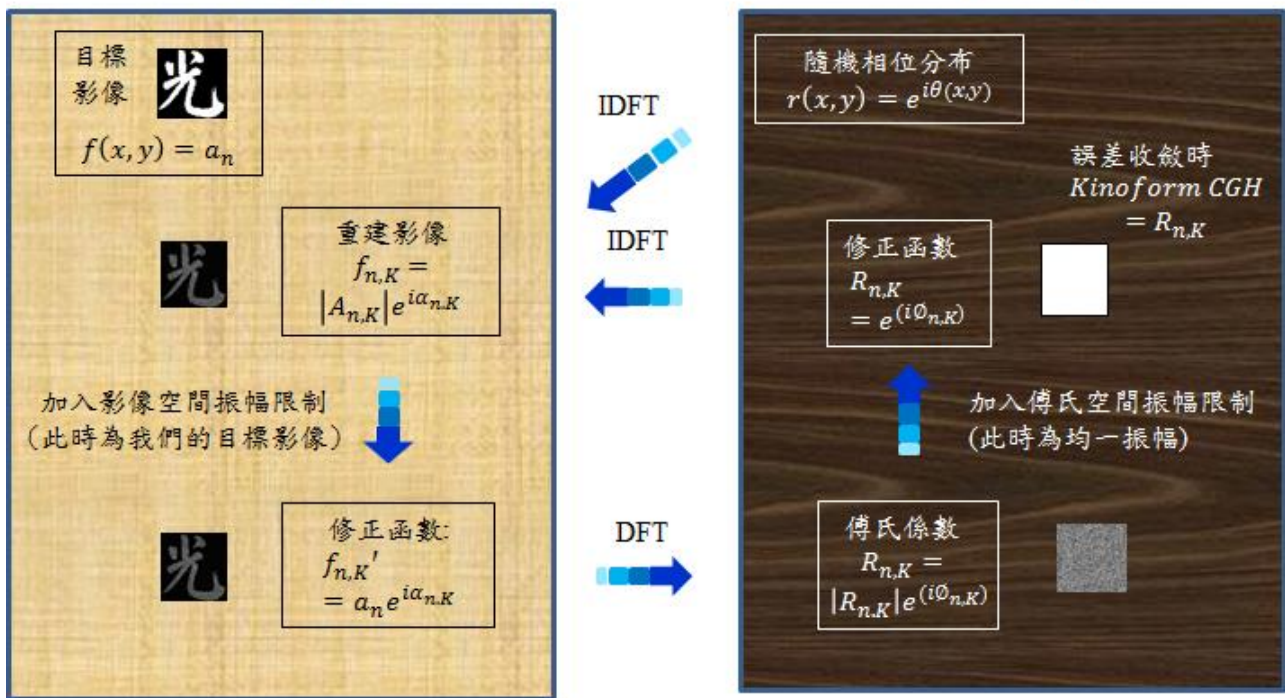 目標
影像
光
f(x, y) = a_n
光
重建影像
f_{n,K} =
|A_{n,K}|e^{iα_{n,K}}
加入影像空間振幅限制
(此時為我們的目標影像)
光
修正函數:
f_{n,K}'
= a_n e^{iα_{n,K}}
IDFT
IDFT
DFT
隨機相位分布
r(x, y) = e^{iθ(x,y)}
誤差收斂時
Kinoform CGH
= R_{n,K}
修正函數
R_{n,K}
= e^{(i∅_{n,K})}
加入傅氏空間振幅限制
(此時為均一振幅)
傅氏係數
R_{n,K} =
|R_{n,K}|e^{(i∅_{n,K})}